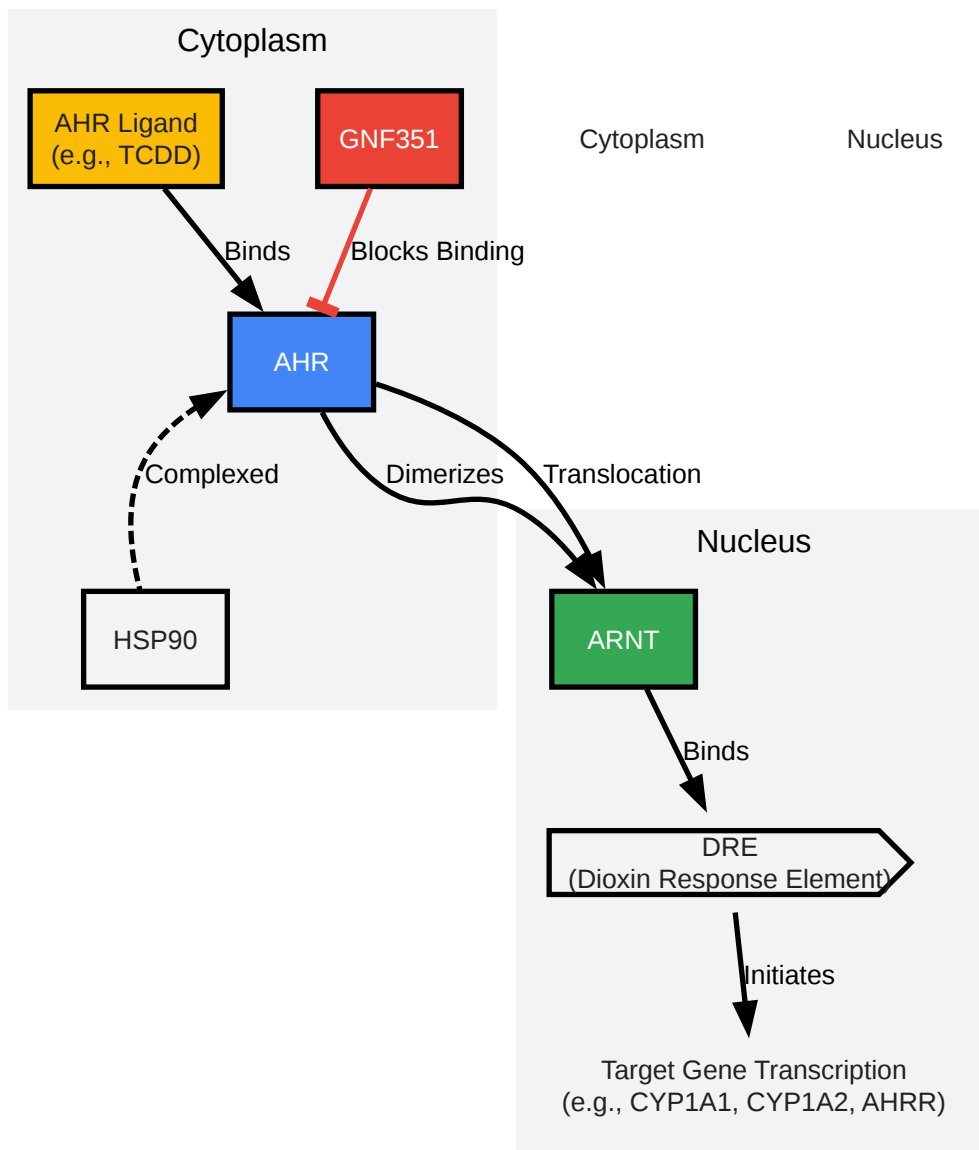 Cytoplasm
AHR Ligand
(e.g., TCDD)
GNF351
Cytoplasm
Nucleus
Binds
Blocks Binding
AHR
Complexed
Dimerizes
Translocation
Nucleus
HSP90
ARNT
Binds
DRE
(Dioxin Response Element)
Initiates
Target Gene Transcription
(e.g., CYP1A1, CYP1A2, AHRR)